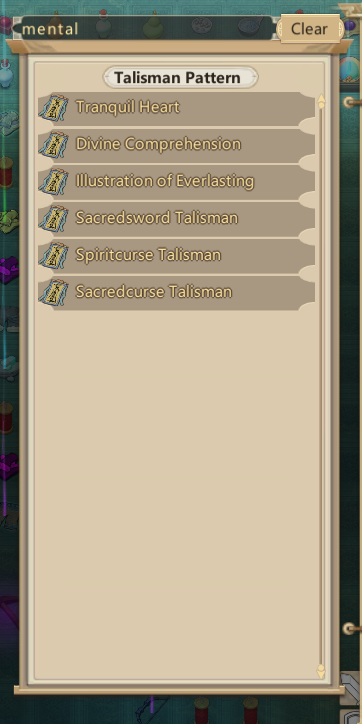 mental
Clear
Talisman Pattern
Tranquil Heart
Divine Comprehension
Illustration of Everlasting
Sacredsword Talisman
Spiritcurse Talisman
Sacredcurse Talisman